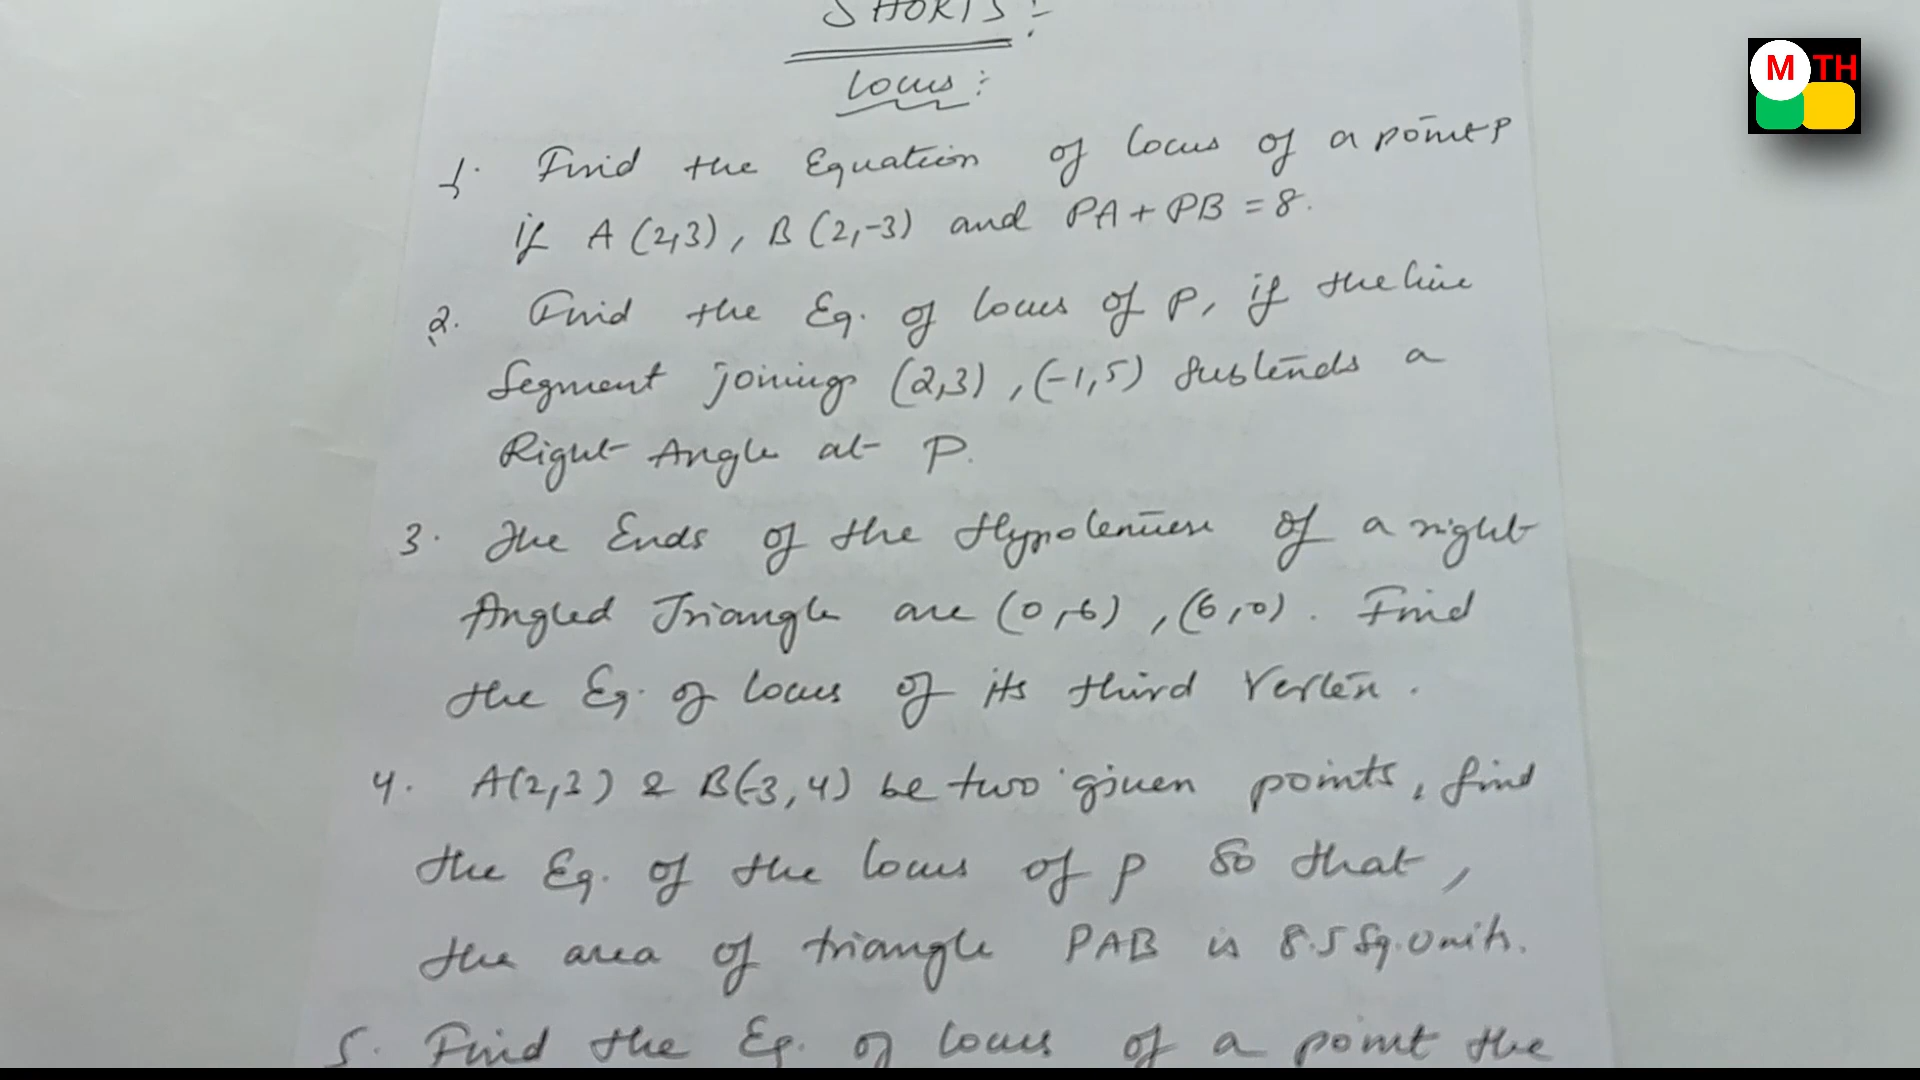 SHORTS:-
Locus:
M TH
1. Find the Equation of locus of a point P
if A (2,3), B (2,-3) and PA + PB = 8.
2. Find the Eq. of locus of P, if the line
Segment joining (2,3), (-1,5) subtends a
Right Angle at P.
3. The Ends of the Hypotenuse of a right
Angled Triangle are (0,6), (6,0). Find
the Eq. of locus of its third Vertex.
4. A(2,3) & B(-3,4) be two given points, find
the Eq. of the locus of P so that,
the area of triangle PAB is 8.5 Sq.units.
5. Find the Eq. of locus of a point the